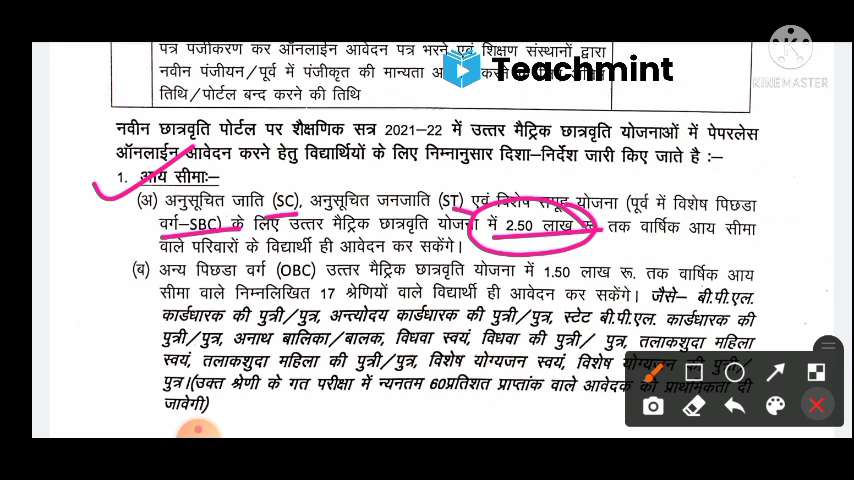 पत्र पंजीकरण कर ऑनलाईन आवेदन पत्र भरने एवं शिक्षण संस्थानों द्वारा
नवीन पंजीयन/पूर्व में पंजीकृत की मान्यता
तिथि/पोर्टल बन्द करने की तिथि
Teachmint
KINEMASTER
नवीन छात्रवृति पोर्टल पर शैक्षणिक सत्र 2021–22 में उत्तर मैट्रिक छात्रवृति योजनाओं में पेपरलेस
ऑनलाईन आवेदन करने हेतु विद्यार्थियों के लिए निम्नानुसार दिशा–निर्देश जारी किए जाते है :–
1. आय सीमाः–
(अ) अनुसूचित जाति (SC), अनुसूचित जनजाति (ST) एवं विशेष समूह योजना (पूर्व में विशेष पिछडा
वर्ग–SBC) के लिए उत्तर मैट्रिक छात्रवृति योजना में 2.50 लाख रू. तक वार्षिक आय सीमा
वाले परिवारों के विद्यार्थी ही आवेदन कर सकेंगे।
(ब) अन्य पिछडा वर्ग (OBC) उत्तर मैट्रिक छात्रवृति योजना में 1.50 लाख रू. तक वार्षिक आय
सीमा वाले निम्नलिखित 17 श्रेणियों वाले विद्यार्थी ही आवेदन कर सकेंगे। जैसे– बी.पी.एल.
कार्डधारक की पुत्री/पुत्र, अन्त्योदय कार्डधारक की पुत्री/पुत्र, स्टेट बी.पी.एल. कार्डधारक की
पुत्री/पुत्र, अनाथ बालिका/बालक, विधवा स्वयं, विधवा की पुत्री/ पुत्र, तलाकशुदा महिला
स्वयं, तलाकशुदा महिला की पुत्री/पुत्र, विशेष योग्यजन स्वयं, विशेष योग्यजन की पुत्री/
पुत्र।(उक्त श्रेणी के गत परीक्षा में न्यनतम 60प्रतिशत प्राप्तांक वाले आवेदक को प्राथमिकता दी
जावेगी)